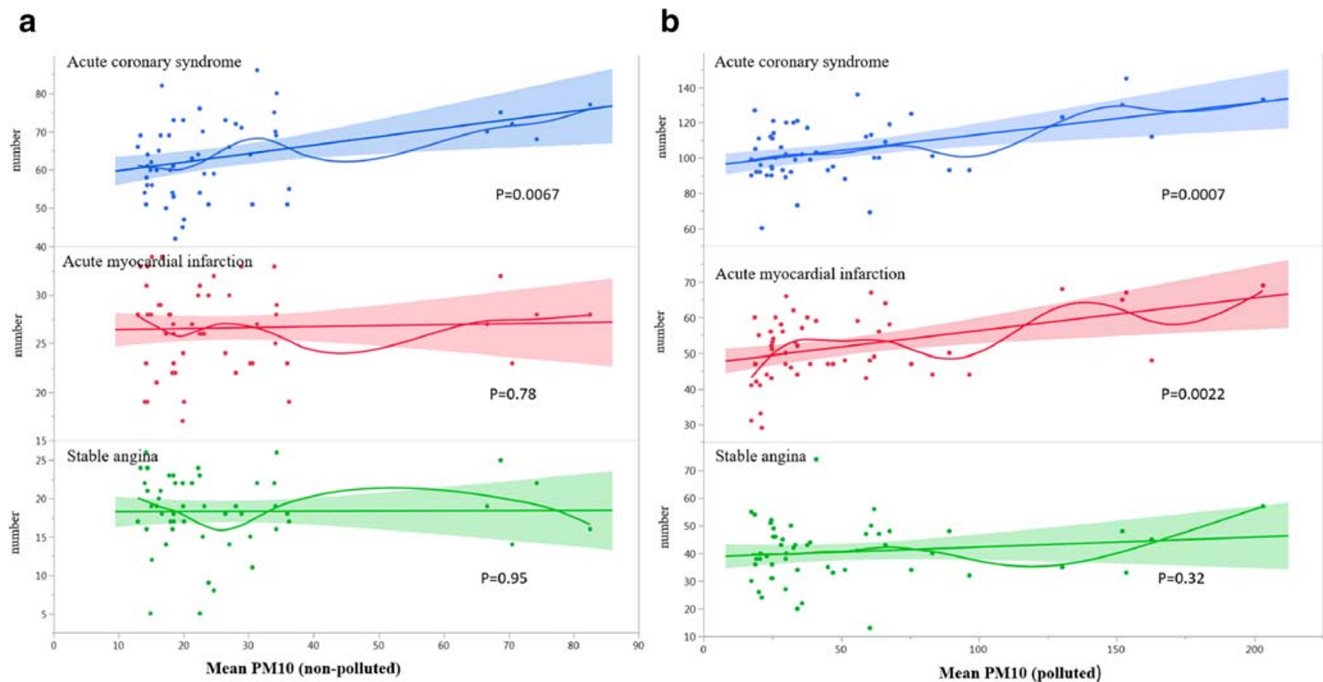 a
Acute coronary syndrome
number
80
70
60
50
40
P=0.0067
Acute myocardial infarction
number
30
25
20
15
P=0.78
Stable angina
number
25
20
15
10
5
P=0.95
0 10 20 30 40 50 60 70 80 90
Mean PM10 (non-polluted)
b
Acute coronary syndrome
number
140
120
100
80
60
P=0.0007
Acute myocardial infarction
number
70
60
50
40
30
P=0.0022
Stable angina
number
70
60
50
40
30
20
10
P=0.32
0 50 100 150 200
Mean PM10 (polluted)